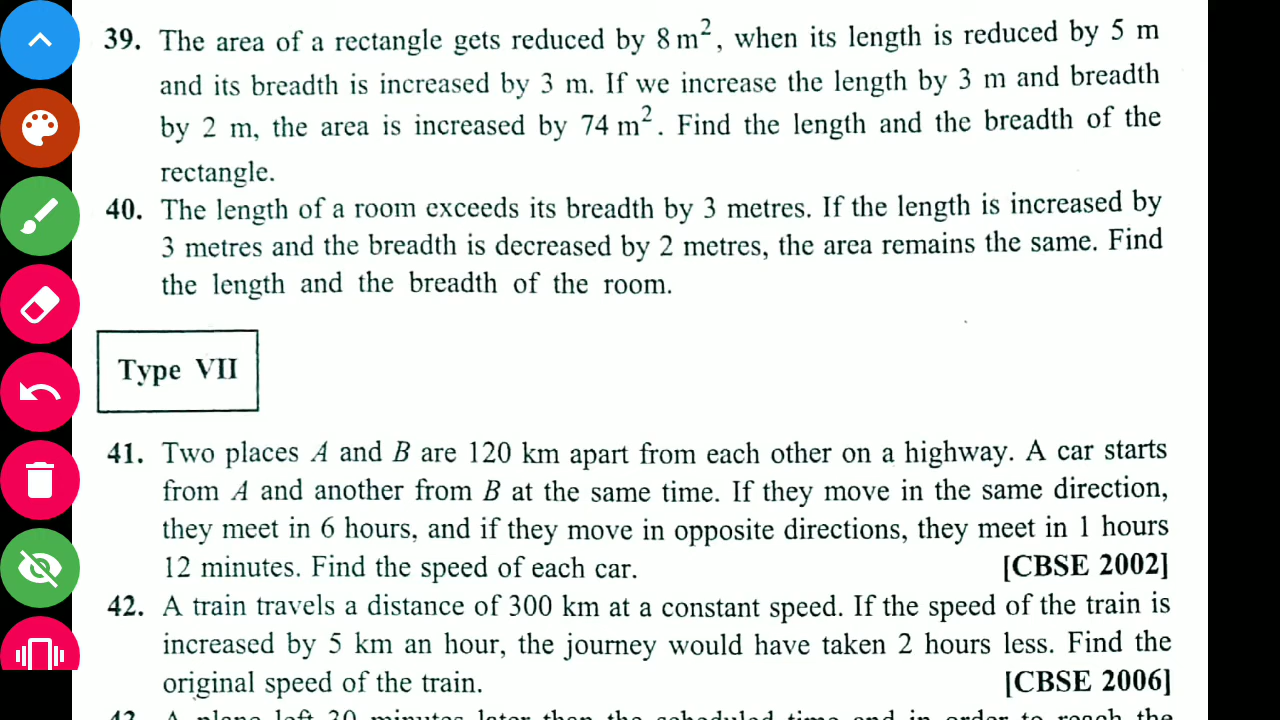 39. The area of a rectangle gets reduced by 8 m², when its length is reduced by 5 m
and its breadth is increased by 3 m. If we increase the length by 3 m and breadth
by 2 m, the area is increased by 74 m². Find the length and the breadth of the
rectangle.
40. The length of a room exceeds its breadth by 3 metres. If the length is increased by
3 metres and the breadth is decreased by 2 metres, the area remains the same. Find
the length and the breadth of the room.
Type VII
41. Two places A and B are 120 km apart from each other on a highway. A car starts
from A and another from B at the same time. If they move in the same direction,
they meet in 6 hours, and if they move in opposite directions, they meet in 1 hours
12 minutes. Find the speed of each car. [CBSE 2002]
42. A train travels a distance of 300 km at a constant speed. If the speed of the train is
increased by 5 km an hour, the journey would have taken 2 hours less. Find the
original speed of the train. [CBSE 2006]
43. A plane left 30 minutes later than the scheduled time and in order to reach the